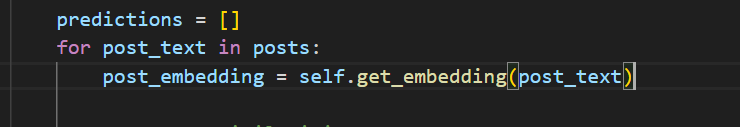 predictions = []
for post_text in posts:
post_embedding = self.get_embedding(post_text)